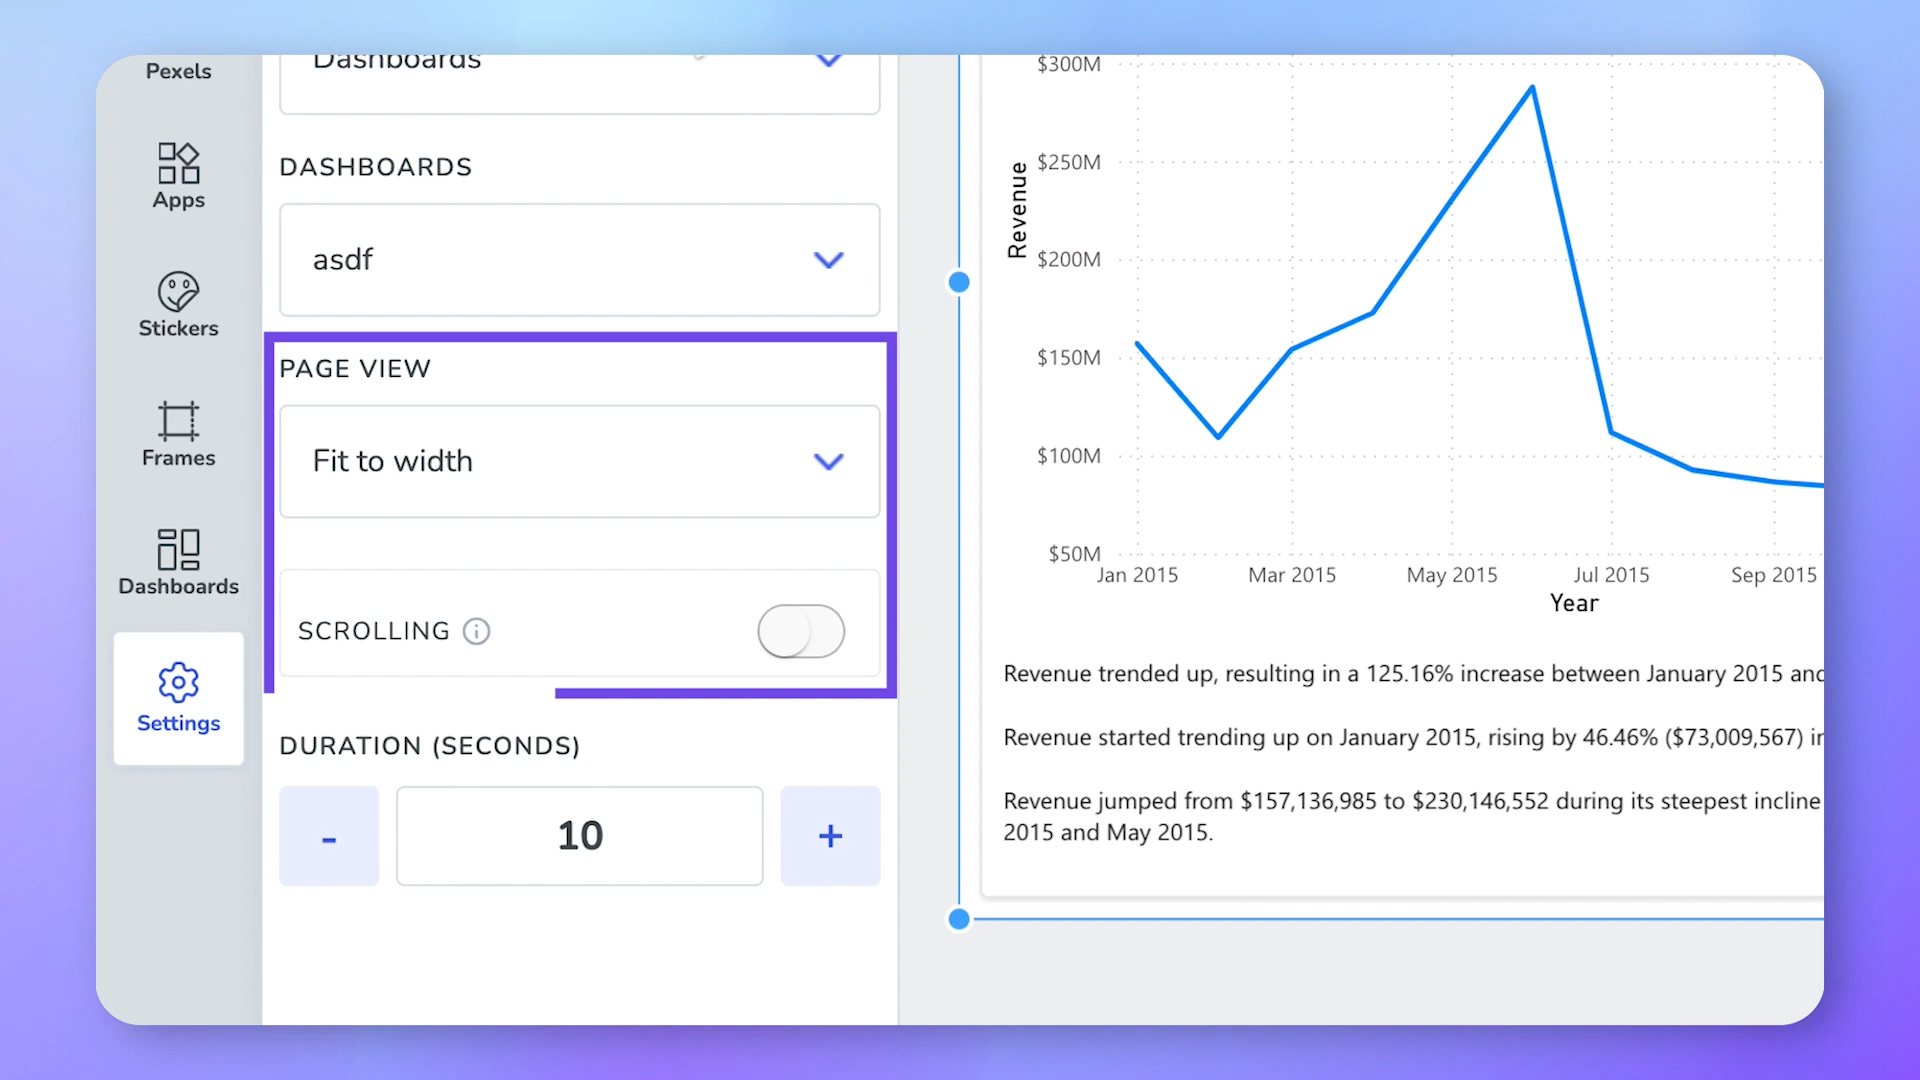 Pexels
Apps
Stickers
Frames
Dashboards
Settings
Dashboards
DASHBOARDS
asdf
PAGE VIEW
Fit to width
SCROLLING
DURATION (SECONDS)
-
10
+
Revenue
$300M
$250M
$200M
$150M
$100M
$50M
Jan 2015
Mar 2015
May 2015
Jul 2015
Sep 2015
Year
Revenue trended up, resulting in a 125.16% increase between January 2015 and
Revenue started trending up on January 2015, rising by 46.46% ($73,009,567) in
Revenue jumped from $157,136,985 to $230,146,552 during its steepest incline
2015 and May 2015.